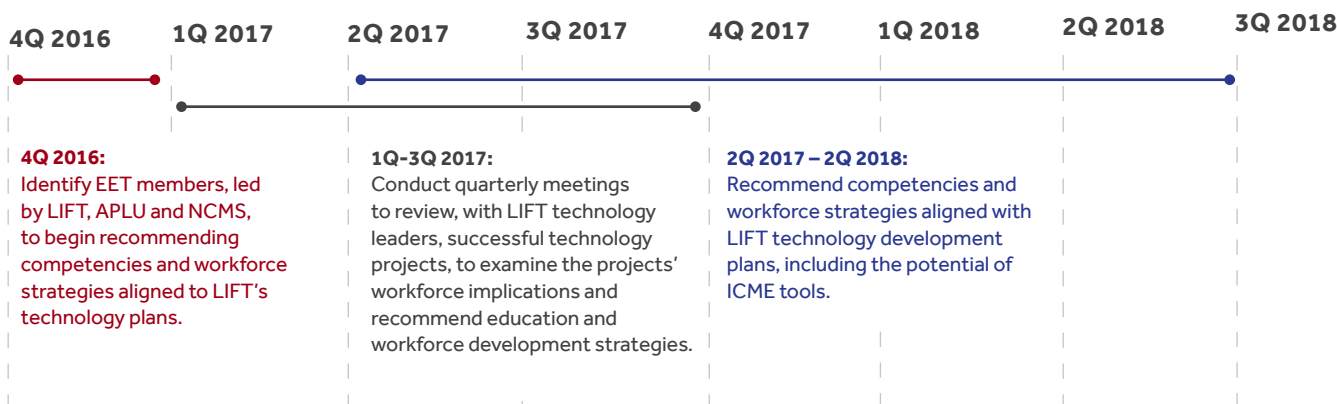 4Q 2016
1Q 2017
2Q 2017
3Q 2017
4Q 2017
1Q 2018
2Q 2018
3Q 2018
4Q 2016:
Identify EET members, led
by LIFT, APLU and NCMS,
to begin recommending
competencies and workforce
strategies aligned to LIFT's
technology plans.
1Q-3Q 2017:
Conduct quarterly meetings
to review, with LIFT technology
leaders, successful technology
projects, to examine the projects'
workforce implications and
recommend education and
workforce development strategies.
2Q 2017 – 2Q 2018:
Recommend competencies and
workforce strategies aligned with
LIFT technology development
plans, including the potential of
ICME tools.